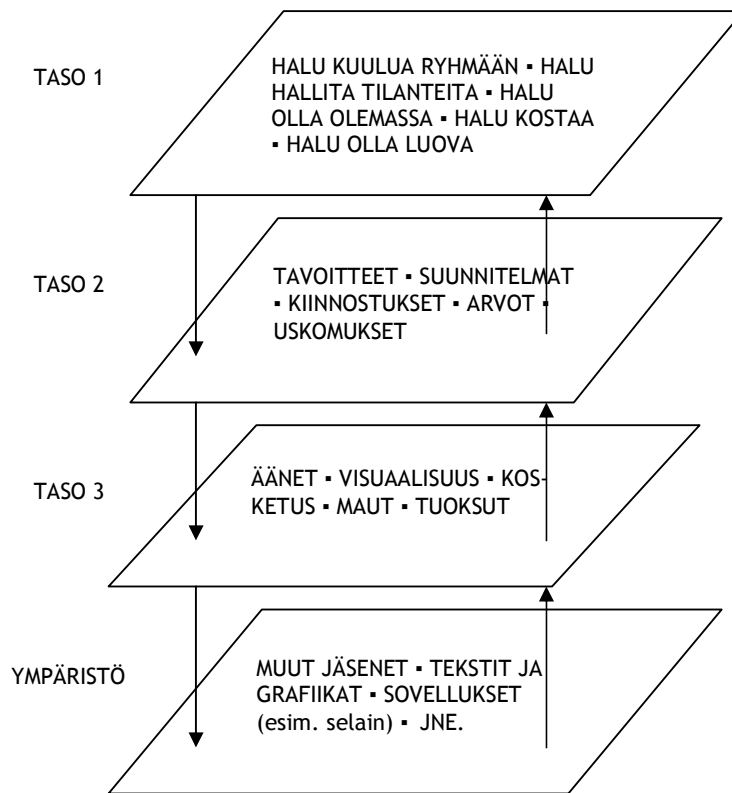 TASO 1
HALU KUULUA RYHMÄÄN ▪ HALU
HALLITA TILANTEITA ▪ HALU
OLLA OLEMASSA ▪ HALU KOSTAA
▪ HALU OLLA LUOVA
TASO 2
TAVOITTEET ▪ SUUNNITELMAT
▪ KIINNOSTUKSET ▪ ARVOT ▪
USKOMUKSET
TASO 3
ÄÄNET ▪ VISUAALISUUS ▪ KOS-
KETUS ▪ MAUT ▪ TUOKSUT
YMPÄRISTÖ
MUUT JÄSENET ▪ TEKSTIT JA
GRAFIIKAT ▪ SOVELLUKSET
(esim. selain) ▪ JNE.